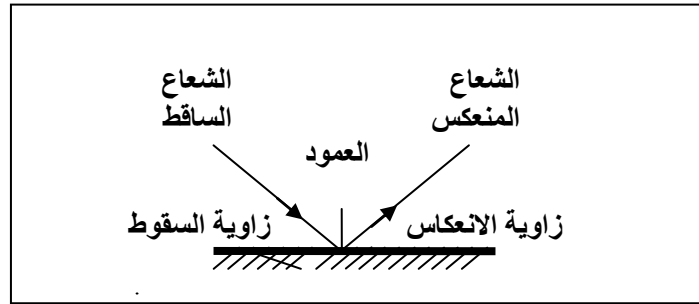 الشعاع
الساقط
الشعاع
المنعكس
العمود
زاوية السقوط
زاوية الانعكاس